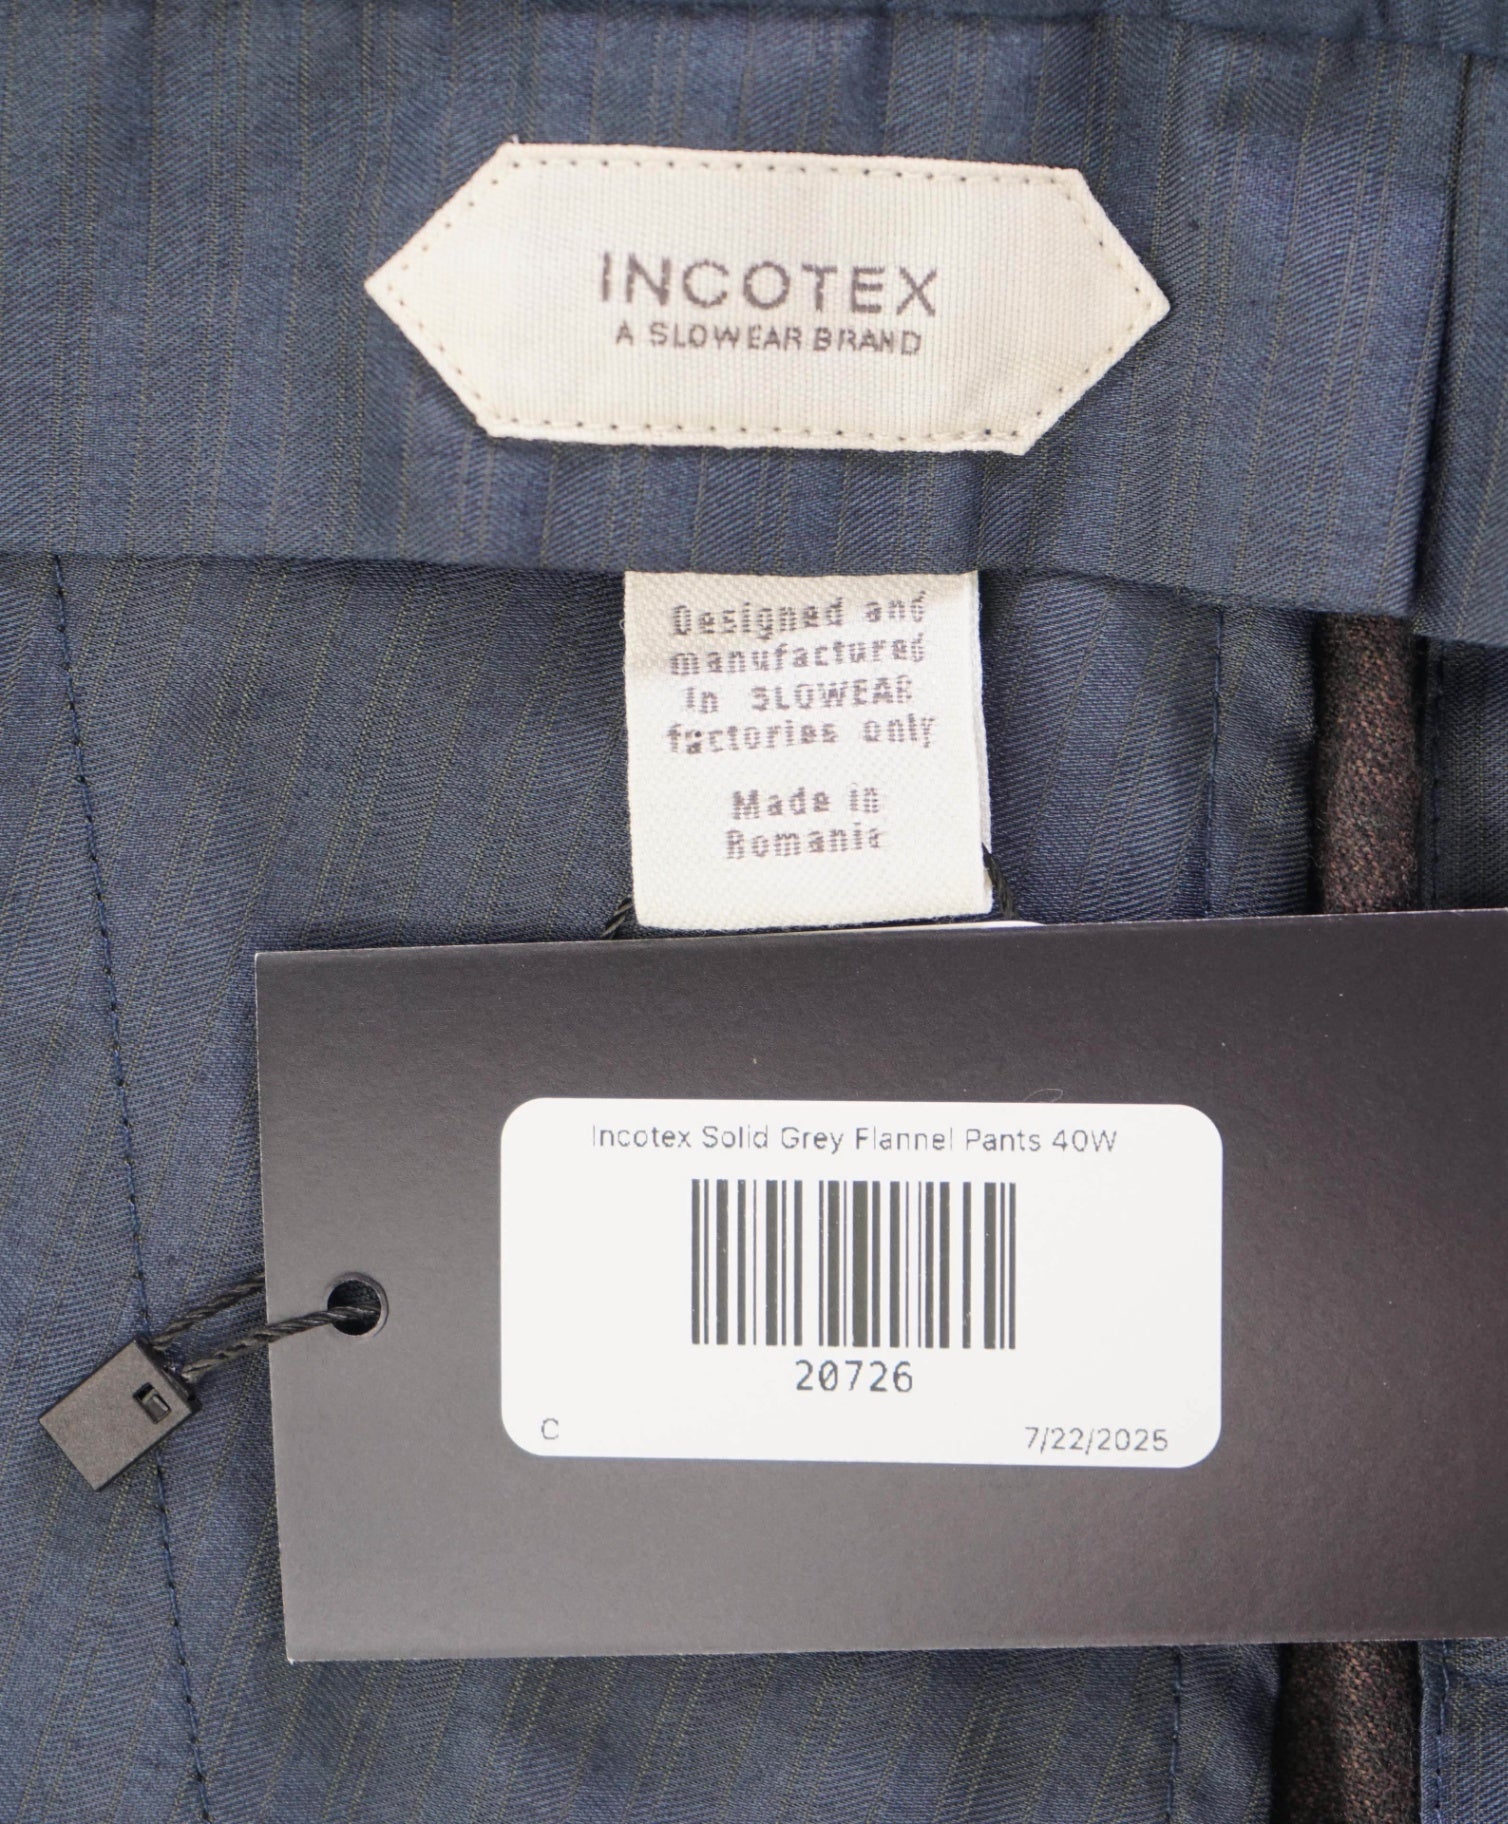 INCOTEX
A SLOWEAR BRAND
Designed and
manufactured
in SLOWEAR
factories only
Made in
Romania
Incotex Solid Grey Flannel Pants 40W
20726
C
7/22/2025